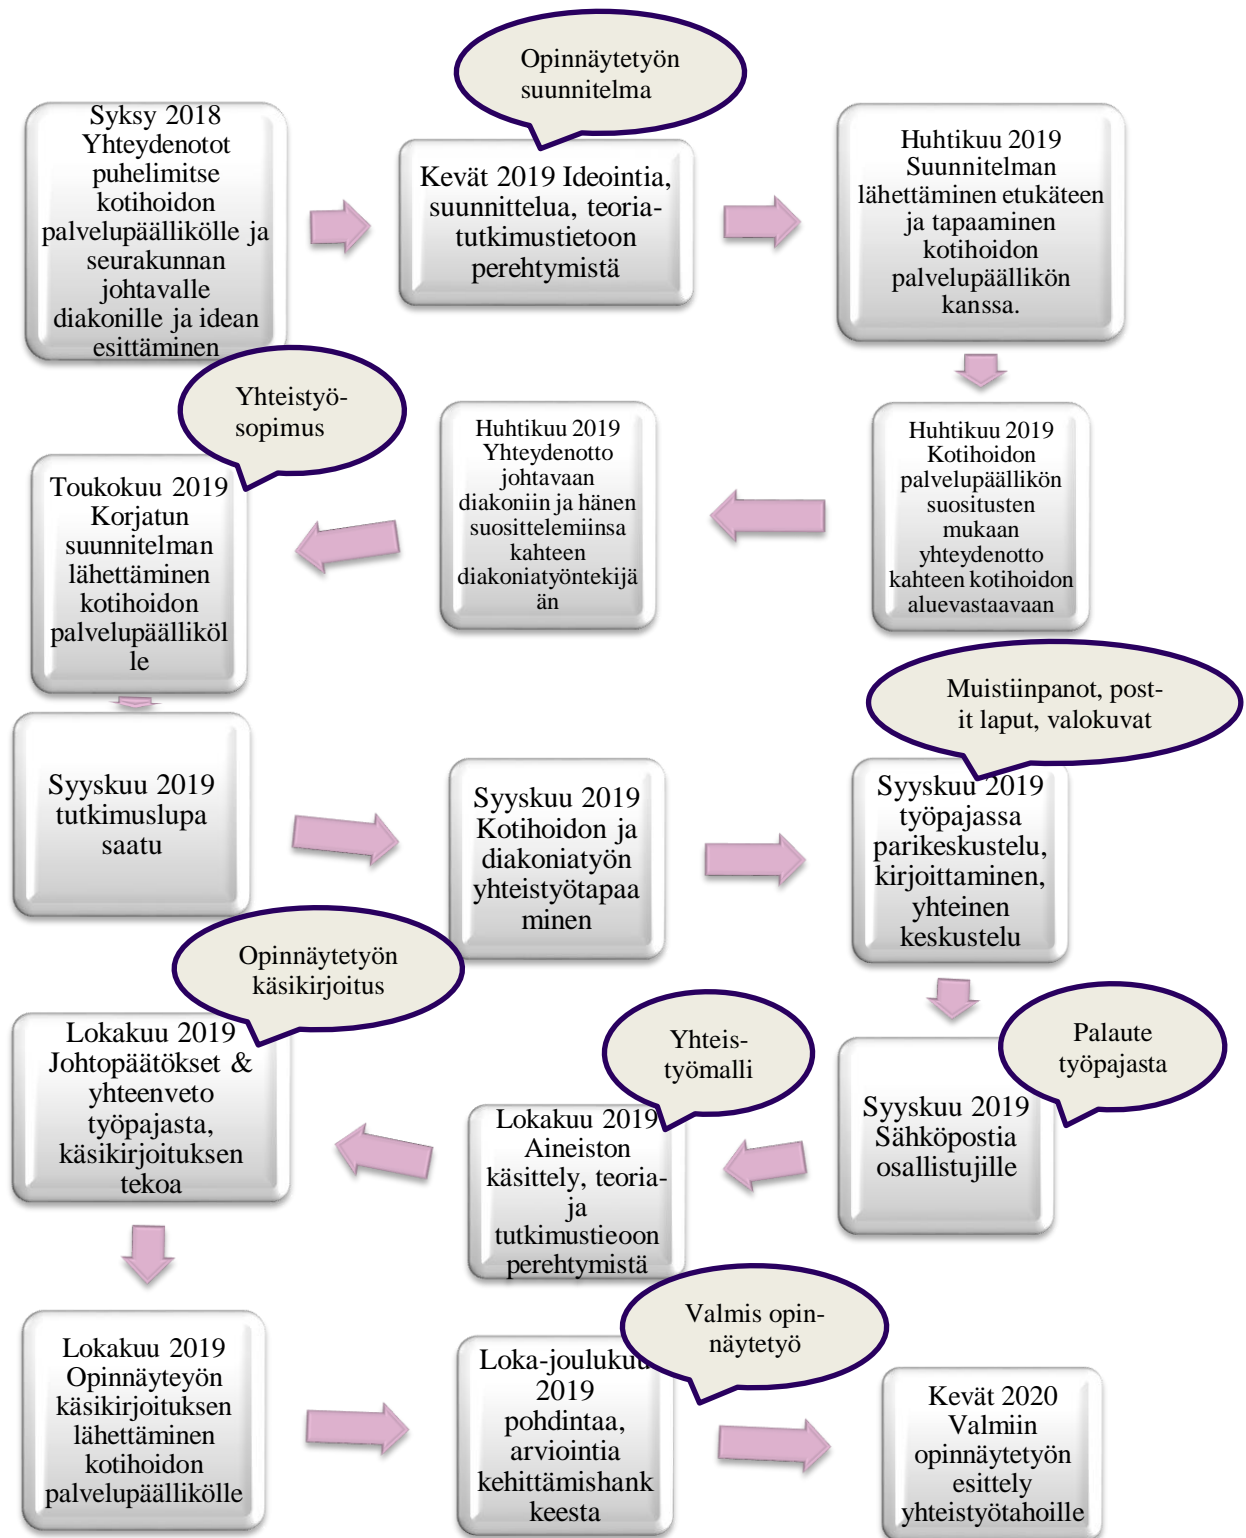 Opinnäytetyön
suunnitelma
Syksy 2018
Yhteydenotot
puhelimitse
kotihoidon
palvelupäällikölle ja
seurakunnan
johtavalle
diakonille ja idean
esittäminen
Kevät 2019 Ideointia,
suunnittelua, teoria-
tutkimustietoon
perehtymistä
Huhtikuu 2019
Suunnitelman
lähettäminen etukäteen
ja tapaaminen
kotihoidon
palvelupäällikön
kanssa.
Huhtikuu 2019
Kotihoidon
palvelupäällikön
suositusten
mukaan
yhteydenotto
kahteen kotihoidon
aluevastaavaan
Huhtikuu 2019
Yhteydenotto
johtavaan
diakoniin ja hänen
suosittelemiinsa
kahteen
diakoniatyöntekijä
än
Yhteistyö-
sopimus
Toukokuu 2019
Korjatun
suunnitelman
lähettäminen
kotihoidon
palvelupäälliköl
le
Syyskuu 2019
tutkimuslupa
saatu
Syyskuu 2019
Kotihoidon ja
diakoniatyön
yhteistyötapaa
minen
Muistiinpanot, post-
it laput, valokuvat
Syyskuu 2019
työpajassa
parikeskustelu,
kirjoittaminen,
yhteinen
keskustelu
Palaute
työpajasta
Syyskuu 2019
Sähköpostia
osallistujille
Yhteis-
työmalli
Lokakuu 2019
Aineiston
käsittely, teoria-
ja
tutkimustieoon
perehtymistä
Opinnäytetyön
käsikirjoitus
Lokakuu 2019
Johtopäätökset &
yhteenveto
työpajasta,
käsikirjoituksen
tekoa
Lokakuu 2019
Opinnäyteyön
käsikirjoituksen
lähettäminen
kotihoidon
palvelupäällikölle
Valmis opin-
näytetyö
Loka-joulukuu
2019
pohdintaa,
arviointia
kehittämishank
keesta
Kevät 2020
Valmiin
opinnäytetyön
esittely
yhteistyötahoille